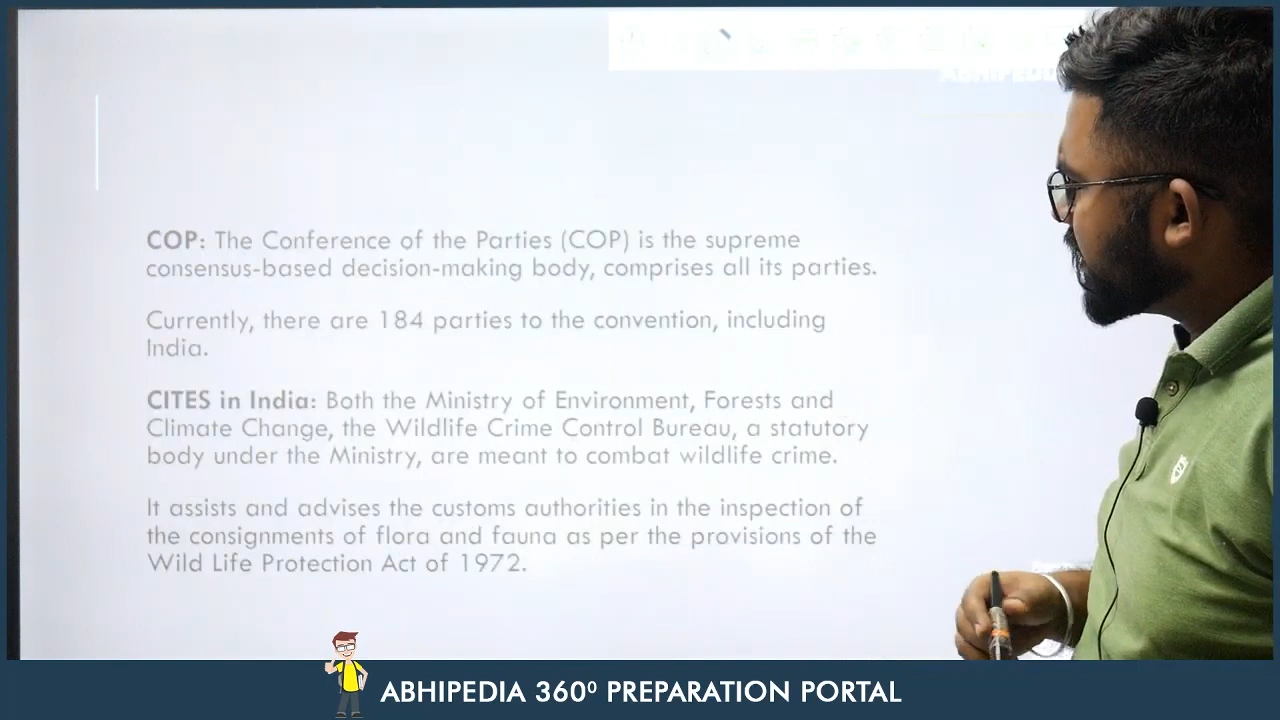 ABHIPEDIA
COP: The Conference of the Parties (COP) is the supreme
consensus-based decision-making body, comprises all its parties.
Currently, there are 184 parties to the convention, including
India.
CITES in India: Both the Ministry of Environment, Forests and
Climate Change, the Wildlife Crime Control Bureau, a statutory
body under the Ministry, are meant to combat wildlife crime.
It assists and advises the customs authorities in the inspection of
the consignments of flora and fauna as per the provisions of the
Wild Life Protection Act of 1972.
ABHIPEDIA 360⁰ PREPARATION PORTAL